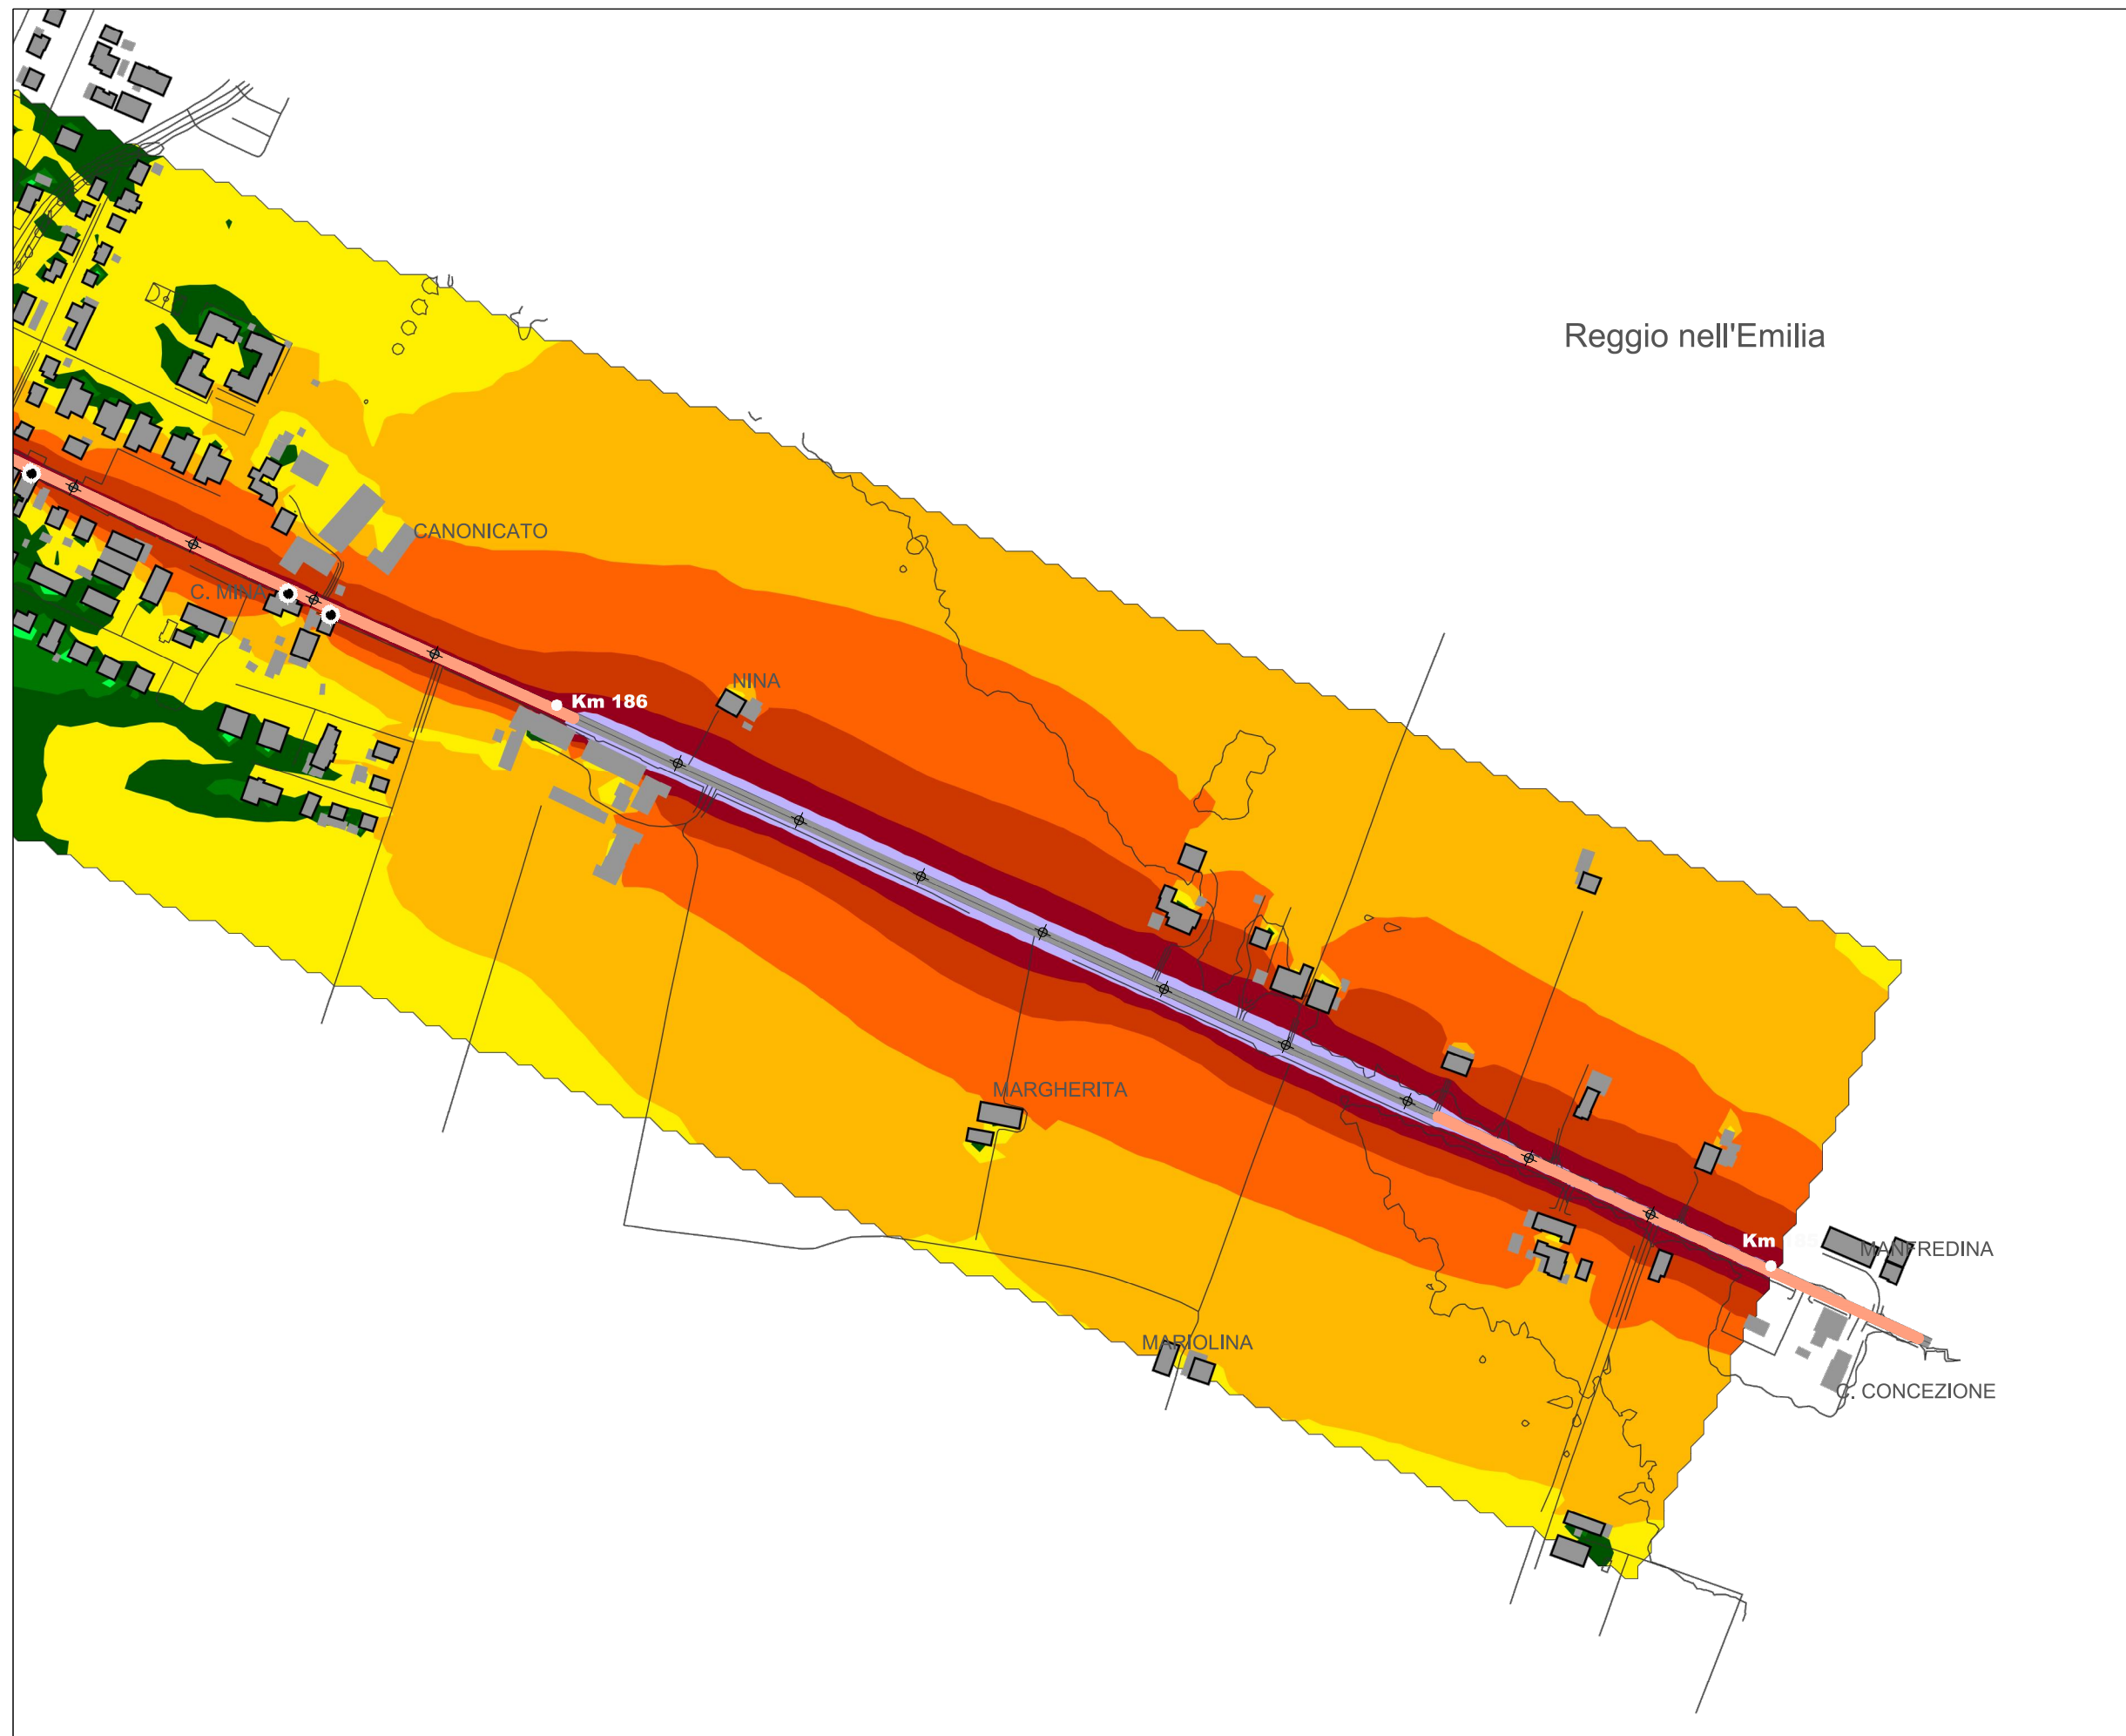 Reggio nell'Emilia
CANONICATO
C. MINA
NINA
Km 186
MARGHERITA
Km
MANFREDINA
MARIOLINA
C. CONCEZIONE